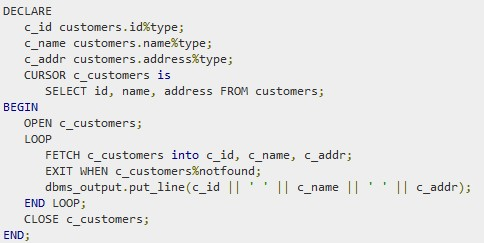 DECLARE
   c_id customers.id%type;
   c_name customers.name%type;
   c_addr customers.address%type;
   CURSOR c_customers is
      SELECT id, name, address FROM customers;
BEGIN
   OPEN c_customers;
   LOOP
      FETCH c_customers into c_id, c_name, c_addr;
      EXIT WHEN c_customers%notfound;
      dbms_output.put_line(c_id || ' ' || c_name || ' ' || c_addr);
   END LOOP;
   CLOSE c_customers;
END;